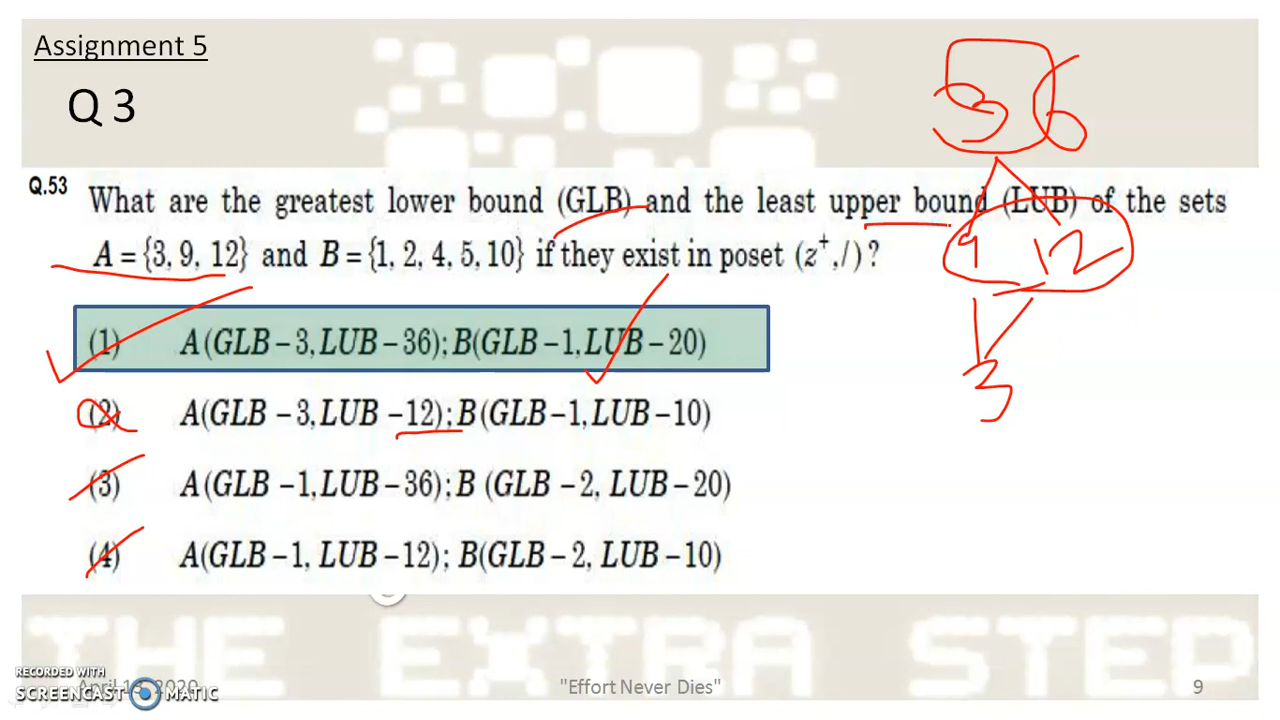 Assignment 5
Q 3
36
Q.53 What are the greatest lower bound (GLB) and the least upper bound (LUB) of the sets
A = {3, 9, 12} and B = {1, 2, 4, 5, 10} if they exist in poset (z⁺, /) ?
9 12
(1) A (GLB – 3, LUB – 36); B(GLB – 1, LUB – 20)
3
(2) A(GLB – 3, LUB – 12); B (GLB – 1, LUB – 10)
(3) A (GLB – 1, LUB – 36); B (GLB – 2, LUB – 20)
(4) A(GLB – 1, LUB – 12); B(GLB – 2, LUB – 10)
THE EXTRA STEP
RECORDED WITH
SCREENCAST MATIC
2020
"Effort Never Dies"
9